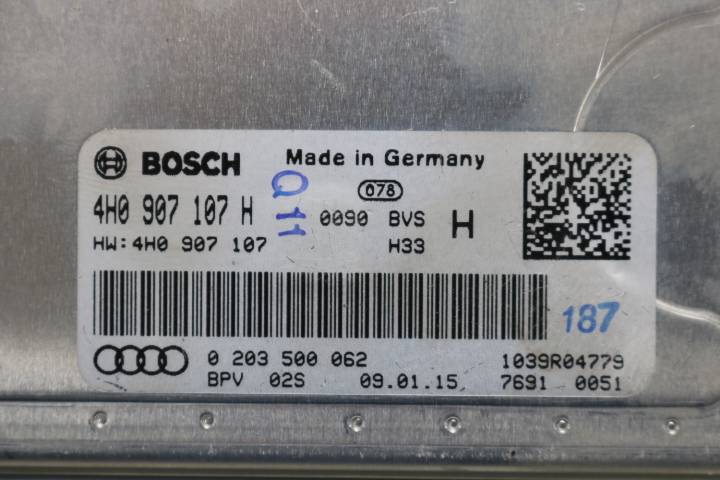 BOSCH Made in Germany
078
4H0 907 107 H Q11 0090 BVS H
HW:4H0 907 107 H33
187
0 203 500 062 1039R04779
BPV 02S 09.01.15 7691 0051